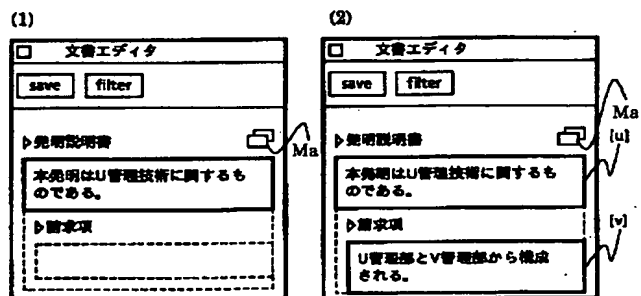 (1)
文書エディタ
save filter
▷発明説明書
Ma
本発明はU管理技術に関するも
のである。
▷請求項
(2)
文書エディタ
save filter
Ma
▷発明説明書
[u]
本発明はU管理技術に関するも
のである。
▷請求項
[v]
U管理部とV管理部から構成
される。